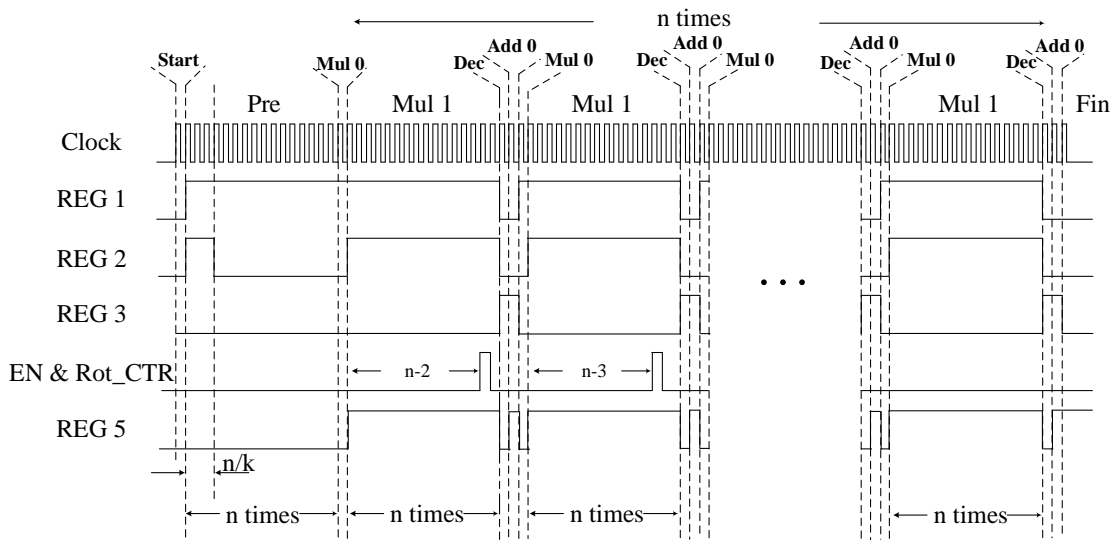 n times
Start
Mul 0
Dec
Add 0
Mul 0
Dec
Add 0
Mul 0
Dec
Add 0
Mul 0
Dec
Add 0
Pre
Mul 1
Mul 1
Mul 1
Fin
Clock
REG 1
REG 2
. . .
REG 3
EN & Rot_CTR
n-2
n-3
REG 5
n/k
n times
n times
n times
n times